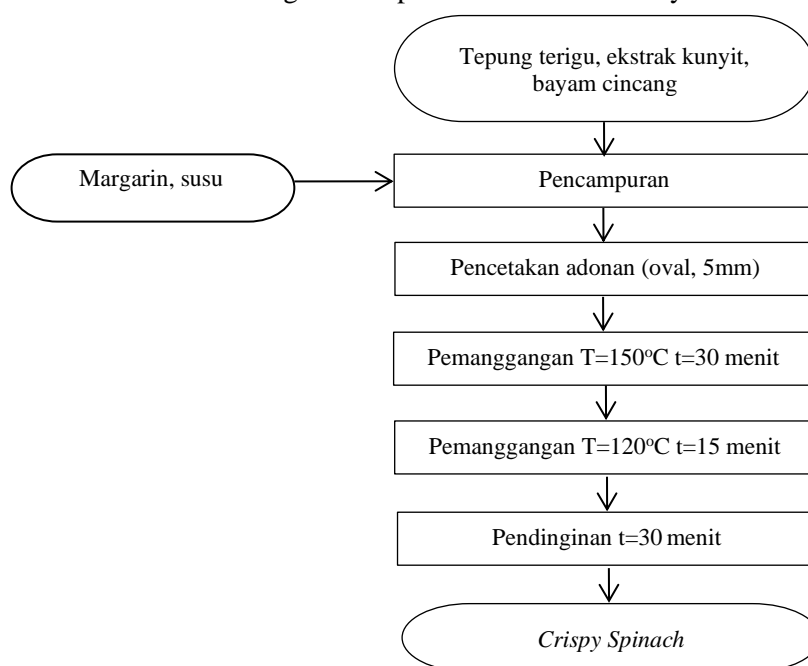 Tepung terigu, ekstrak kunyit,
bayam cincang
Margarin, susu
Pencampuran
Pencetakan adonan (oval, 5mm)
Pemanggangan T=150°C t=30 menit
Pemanggangan T=120°C t=15 menit
Pendinginan t=30 menit
Crispy Spinach